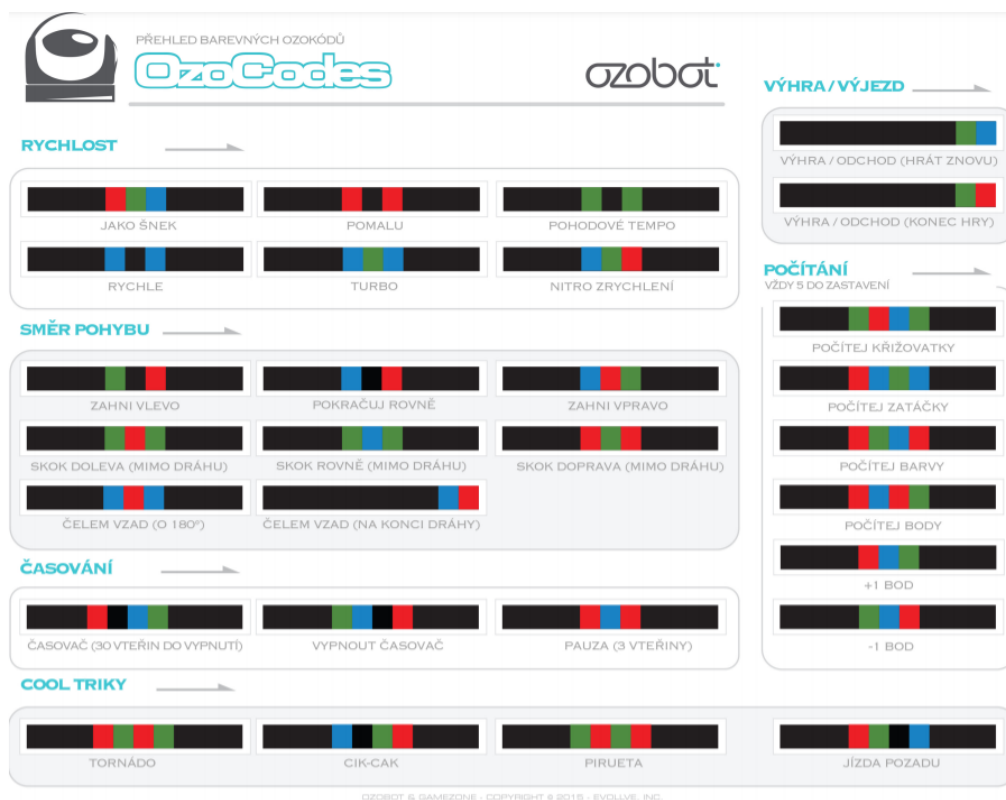 PŘEHLED BAREVNÝCH OZOKÓDŮ
OzoCodes
ozobot
RYCHLOST
JAKO ŠNEK
POMALU
POHODOVÉ TEMPO
RYCHLE
TURBO
NITRO ZRYCHLENÍ
SMĚR POHYBU
ZAHNI VLEVO
POKRAČUJ ROVNĚ
ZAHNI VPRAVO
SKOK DOLEVA (MIMO DRÁHU)
SKOK ROVNĚ (MIMO DRÁHU)
SKOK DOPRAVA (MIMO DRÁHU)
ČELEM VZAD (O 180°)
ČELEM VZAD (NA KONCI DRÁHY)
ČASOVÁNÍ
ČASOVAČ (30 VTEŘIN DO VYPNUTÍ)
VYPNOUT ČASOVAČ
PAUZA (3 VTEŘINY)
VÝHRA / VÝJEZD
VÝHRA / ODCHOD (HRÁT ZNOVU)
VÝHRA / ODCHOD (KONEC HRY)
POČÍTÁNÍ
VŽDY 5 DO ZASTAVENÍ
POČÍTEJ KŘIŽOVATKY
POČÍTEJ ZATÁČKY
POČÍTEJ BARVY
POČÍTEJ BODY
+1 BOD
-1 BOD
COOL TRIKY
TORNÁDO
CIK-CAK
PIRUETA
JÍZDA POZADU
OZOBOT & GAMEZONE - COPYRIGHT © 2015 - EVOLLVE, INC.